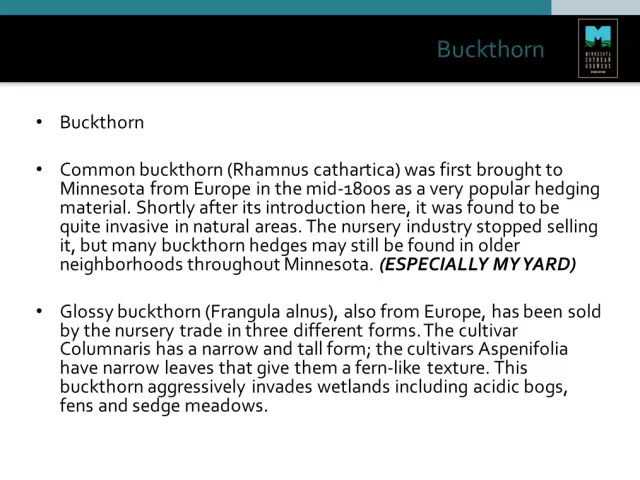 Buckthorn
MINNESOTA
SOYBEAN
GROWERS
• Buckthorn
• Common buckthorn (Rhamnus cathartica) was first brought to
Minnesota from Europe in the mid-1800s as a very popular hedging
material. Shortly after its introduction here, it was found to be
quite invasive in natural areas. The nursery industry stopped selling
it, but many buckthorn hedges may still be found in older
neighborhoods throughout Minnesota. (ESPECIALLY MY YARD)
• Glossy buckthorn (Frangula alnus), also from Europe, has been sold
by the nursery trade in three different forms. The cultivar
Columnaris has a narrow and tall form; the cultivars Aspenifolia
have narrow leaves that give them a fern-like texture. This
buckthorn aggressively invades wetlands including acidic bogs,
fens and sedge meadows.